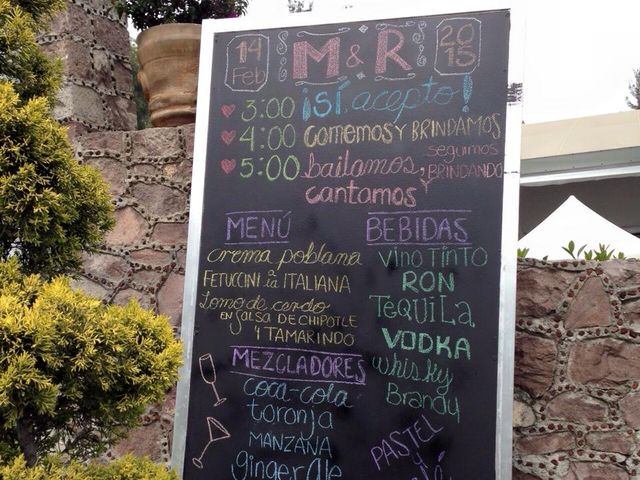 14 Feb
M & R
2015
3:00 ¡Sí, acepto!
4:00 COMEMOS Y BRINDAMOS
5:00 bailamos, cantamos y seguimos BRINDANDO
MENÚ
crema poblana
FETUCCINI a la ITALIANA
Lomo de cerdo
EN SALSA DE CHIPOTLE
Y TAMARINDO
MEZCLADORES
coca-cola
toronja
MANZANA
ginger Ale
BEBIDAS
VINO TINTO
RON
TEQUILA
VODKA
whisky
Brandy
PASTEL